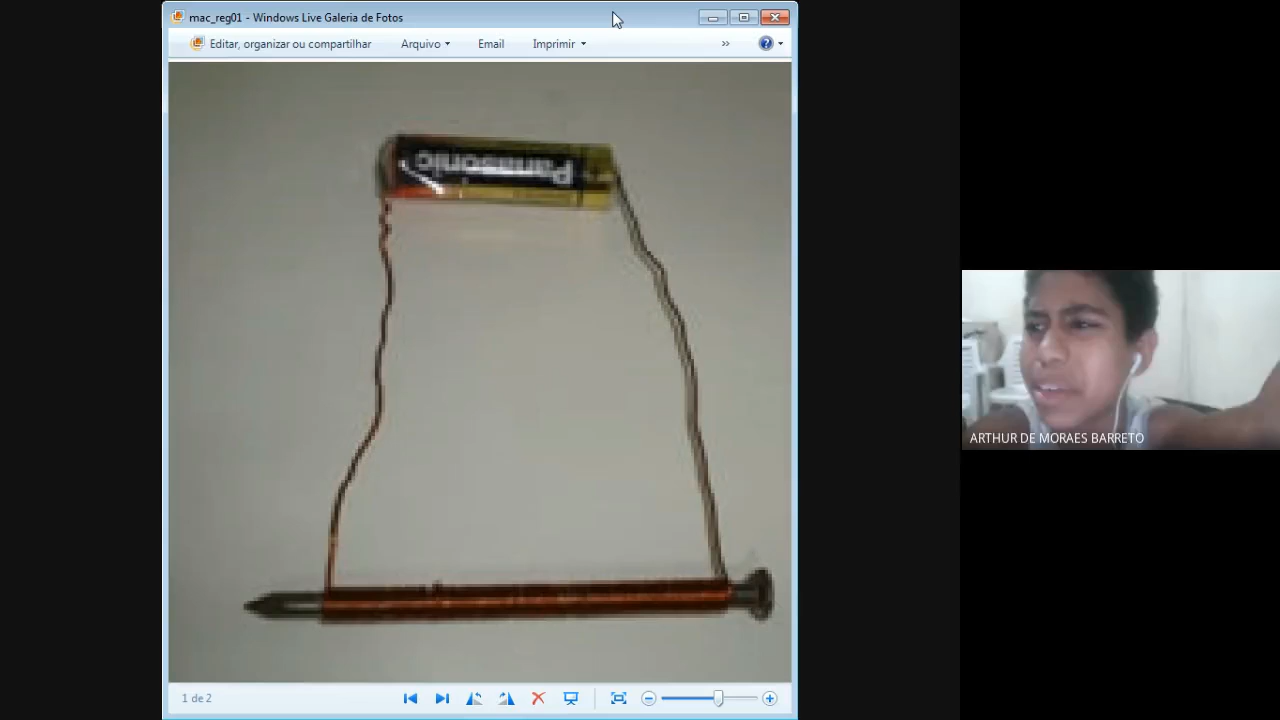 mac_reg01 - Windows Live Galeria de Fotos
Editar, organizar ou compartilhar Arquivo Email Imprimir »
Panasonic
ARTHUR DE MORAES BARRETO
1 de 2